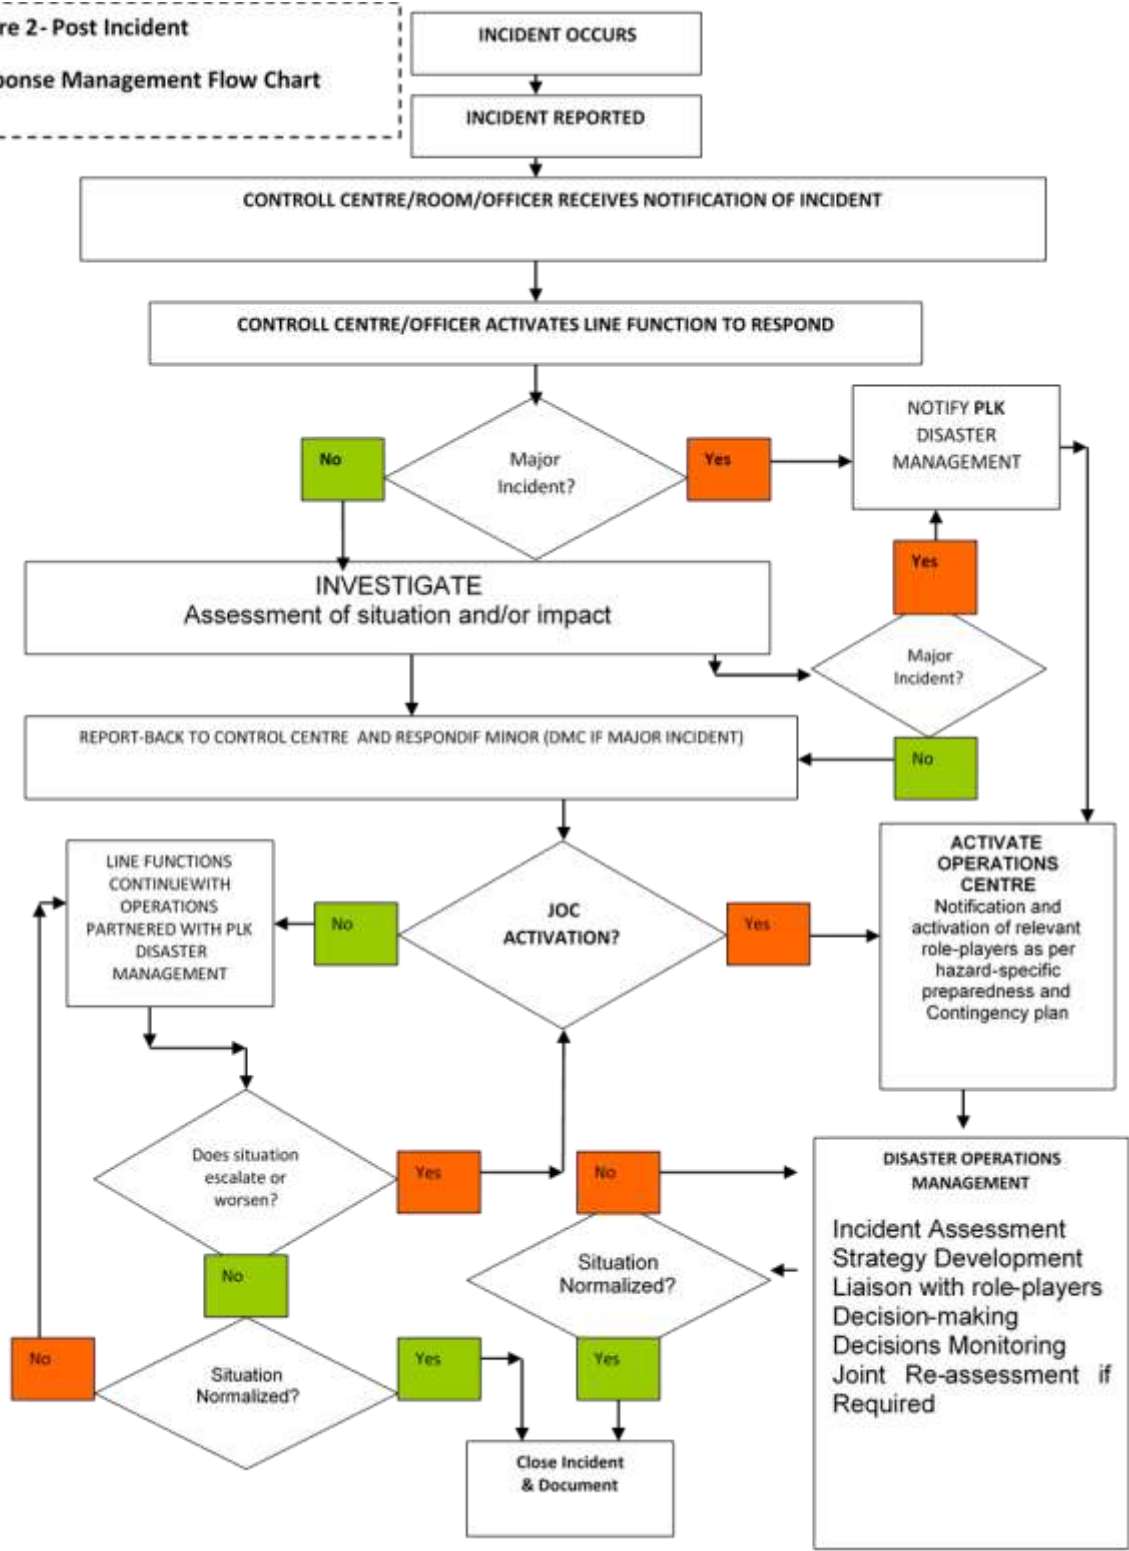 re 2- Post Incident
ponse Management Flow Chart
INCIDENT OCCURS
INCIDENT REPORTED
CONTROLL CENTRE/ROOM/OFFICER RECEIVES NOTIFICATION OF INCIDENT
CONTROLL CENTRE/OFFICER ACTIVATES LINE FUNCTION TO RESPOND
No
Major
Incident?
Yes
NOTIFY PLK
DISASTER
MANAGEMENT
INVESTIGATE
Assessment of situation and/or impact
Yes
Major
Incident?
No
REPORT-BACK TO CONTROL CENTRE AND RESPONDIF MINOR (DMC IF MAJOR INCIDENT)
LINE FUNCTIONS
CONTINUEWITH
OPERATIONS
PARTNERED WITH PLK
DISASTER
MANAGEMENT
No
JOC
ACTIVATION?
Yes
ACTIVATE
OPERATIONS
CENTRE
Notification and
activation of relevant
role-players as per
hazard-specific
preparedness and
Contingency plan
Does situation
escalate or
worsen?
Yes
No
No
Situation
Normalized?
Yes
No
Situation
Normalized?
Yes
Close Incident
& Document
DISASTER OPERATIONS
MANAGEMENT
Incident Assessment
Strategy Development
Liaison with role-players
Decision-making
Decisions Monitoring
Joint Re-assessment if
Required